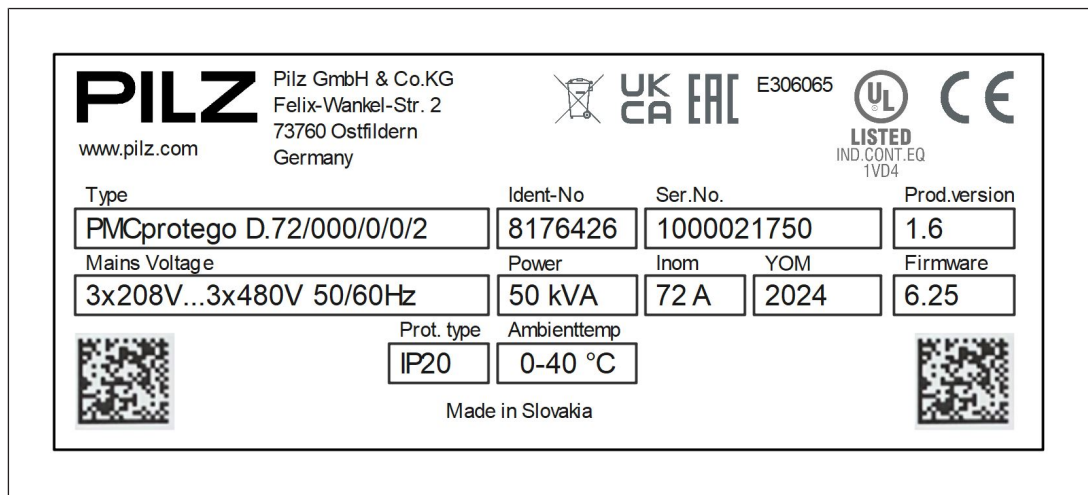 PILZ
www.pilz.com
Pilz GmbH & Co.KG
Felix-Wankel-Str. 2
73760 Ostfildern
Germany
UK
CA
EAC
E306065
UL
LISTED
IND.CONT.EQ
1VD4
CE
Type
PMCprotego D.72/000/0/0/2
Ident-No
8176426
Ser.No.
1000021750
Prod.version
1.6
Mains Voltage
3x208V...3x480V 50/60Hz
Power
50 kVA
Inom
72 A
YOM
2024
Firmware
6.25
Prot. type
IP20
Ambienttemp
0-40 °C
Made in Slovakia